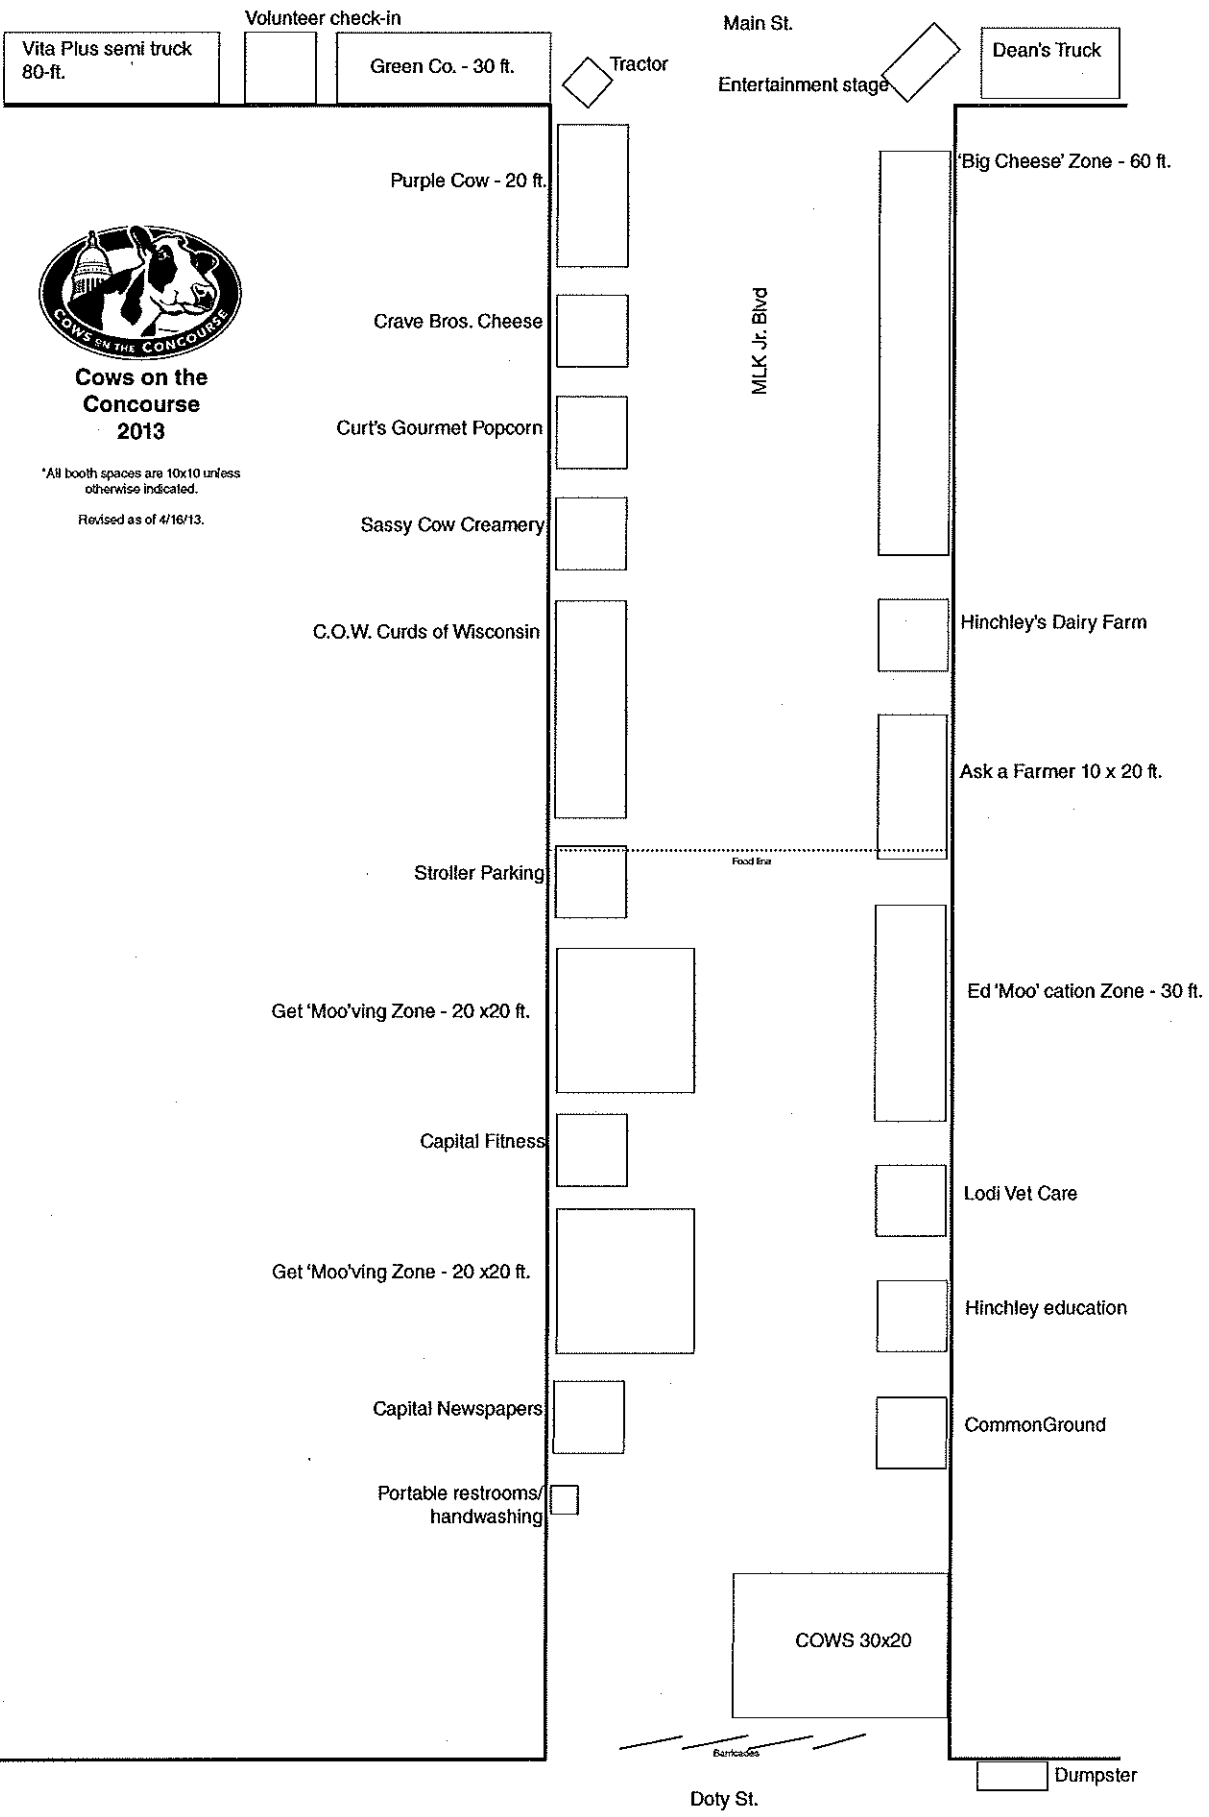 Volunteer check-in
Main St.
Vita Plus semi truck
80-ft.
Green Co. - 30 ft.
Tractor
Entertainment stage
Dean's Truck
Purple Cow - 20 ft.
'Big Cheese' Zone - 60 ft.
COWS ON THE CONCOURSE
Cows on the
Concourse
2013
*All booth spaces are 10x10 unless
otherwise indicated.
Revised as of 4/16/13.
Crave Bros. Cheese
MLK Jr. Blvd
Curt's Gourmet Popcorn
Sassy Cow Creamery
C.O.W. Curds of Wisconsin
Hinchley's Dairy Farm
Ask a Farmer 10 x 20 ft.
Food line
Stroller Parking
Get 'Moo'ving Zone - 20 x20 ft.
Ed 'Moo' cation Zone - 30 ft.
Capital Fitness
Lodi Vet Care
Get 'Moo'ving Zone - 20 x20 ft.
Hinchley education
Capital Newspapers
CommonGround
Portable restrooms/
handwashing
COWS 30x20
Barricades
Doty St.
Dumpster